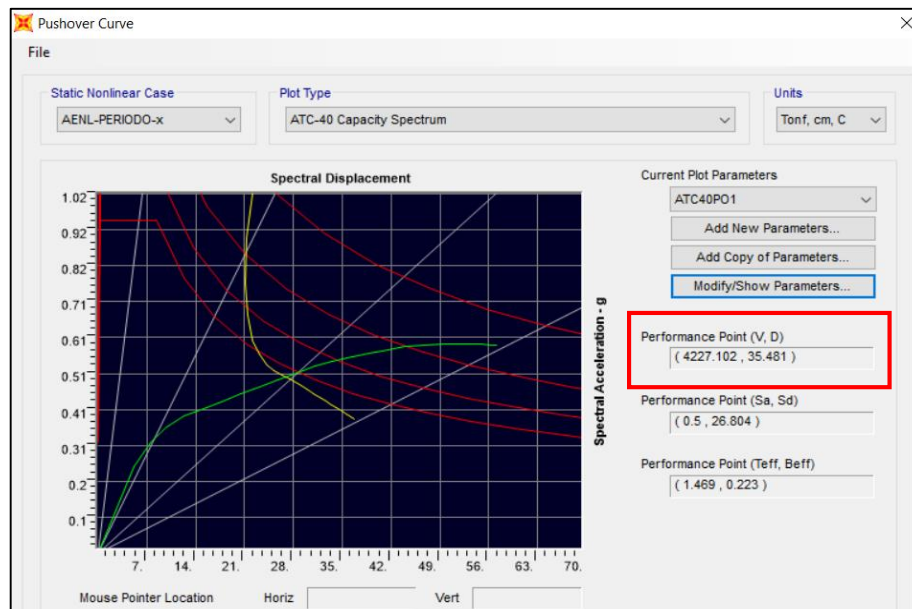 Pushover Curve
File
Static Nonlinear Case
AENL-PERIODO-x
Plot Type
ATC-40 Capacity Spectrum
Units
Tonf, cm, C
Spectral Displacement
1.02
0.92
0.82
0.71
0.61
0.51
0.41
0.31
0.2
0.1
7. 14. 21. 28. 35. 42. 49. 56. 63. 70.
Spectral Acceleration - g
Current Plot Parameters
ATC40PO1
Add New Parameters...
Add Copy of Parameters...
Modify/Show Parameters...
Performance Point (V, D)
( 4227.102 , 35.481 )
Performance Point (Sa, Sd)
( 0.5 , 26.804 )
Performance Point (Teff, Beff)
( 1.469 , 0.223 )
Mouse Pointer Location Horiz Vert